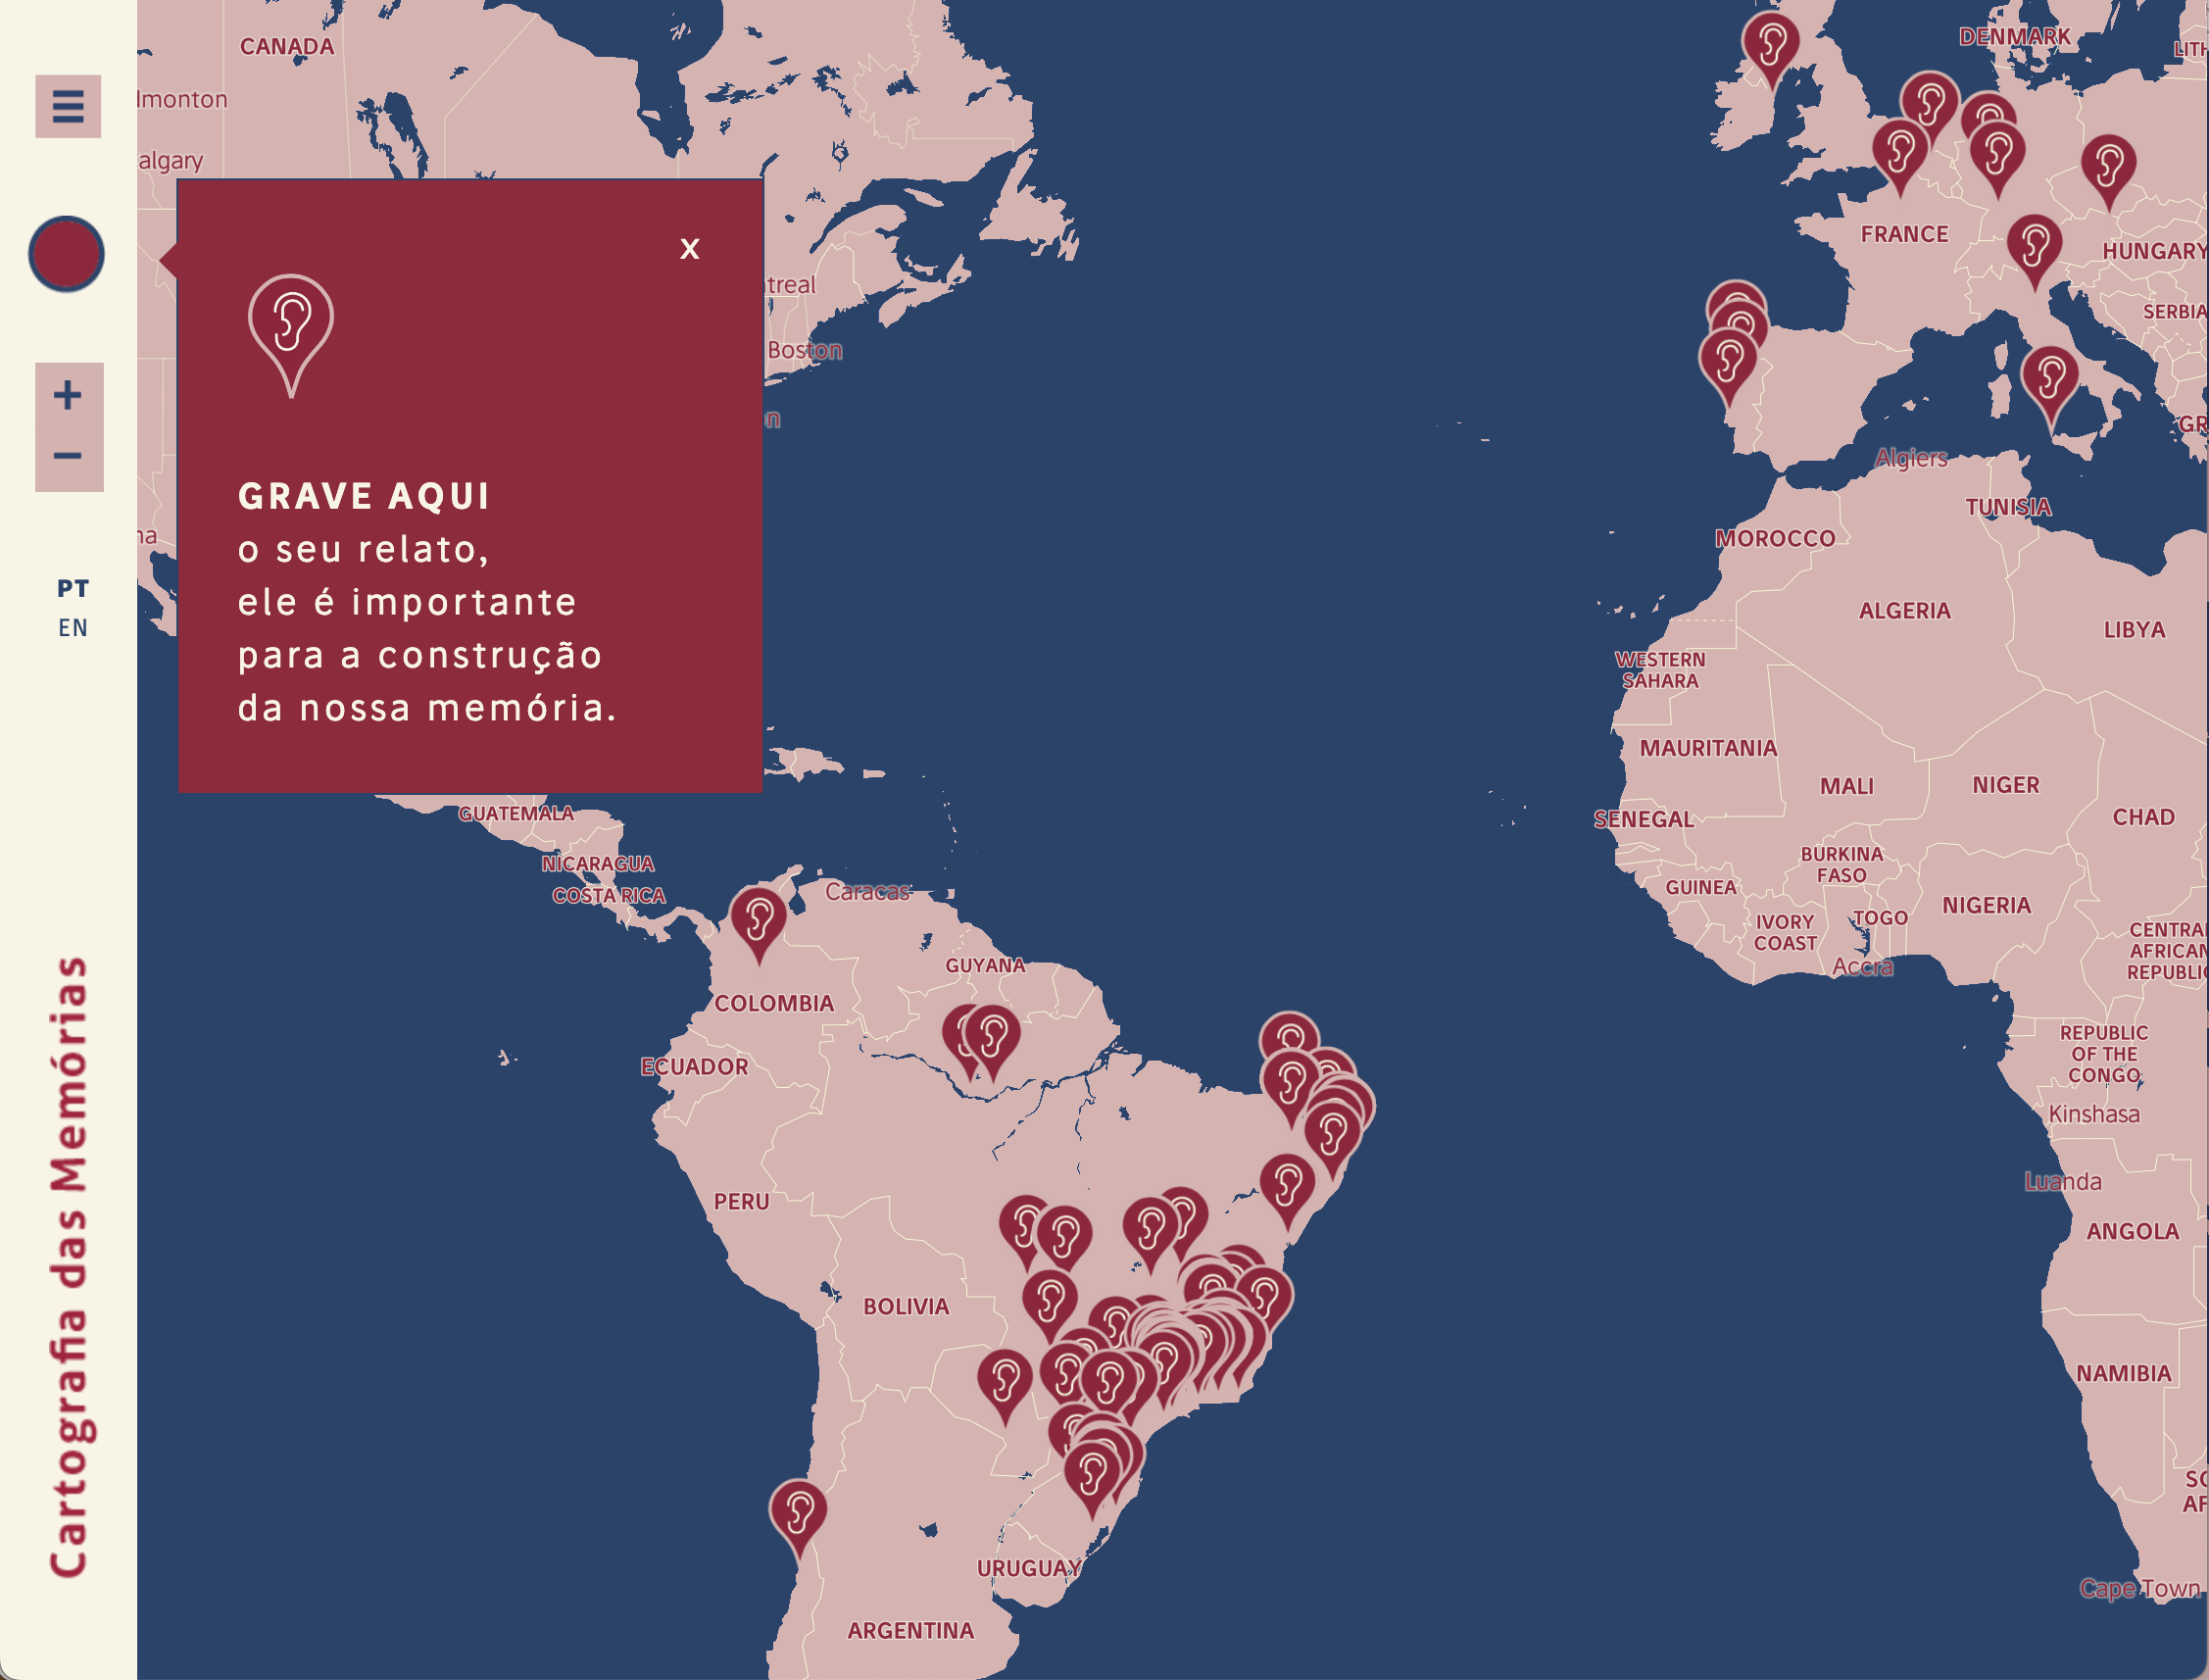 PT
EN
Cartografia das Memórias
X
GRAVE AQUI
o seu relato,
ele é importante
para a construção
da nossa memória.
CANADA
dmonton
algary
treal
Boston
on
na
GUATEMALA
NICARAGUA
COSTA RICA
Caracas
GUYANA
COLOMBIA
ECUADOR
PERU
BOLIVIA
URUGUAY
ARGENTINA
DENMARK
LITH
FRANCE
HUNGARY
SERBIA
GR
Algiers
TUNISIA
MOROCCO
ALGERIA
LIBYA
WESTERN
SAHARA
MAURITANIA
MALI
NIGER
CHAD
SENEGAL
BURKINA
FASO
GUINEA
IVORY
COAST
TOGO
NIGERIA
Accra
CENTRAL
AFRICAN
REPUBLIC
REPUBLIC
OF THE
CONGO
Kinshasa
Luanda
ANGOLA
NAMIBIA
SO
AF
Cape Town